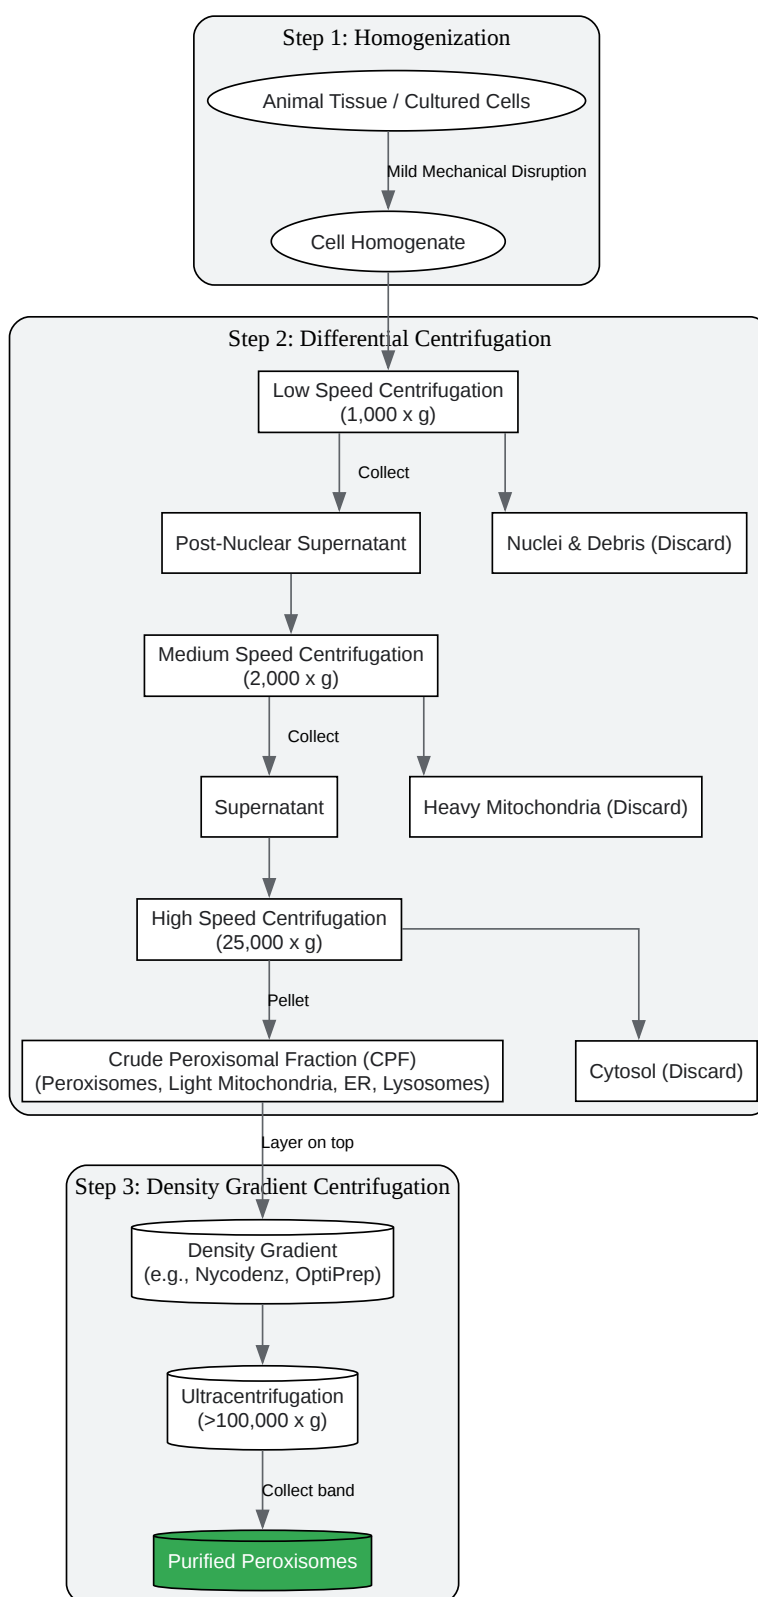 Step 1: Homogenization
Animal Tissue / Cultured Cells
Mild Mechanical Disruption
Cell Homogenate
Step 2: Differential Centrifugation
Low Speed Centrifugation
(1,000 x g)
Collect
Post-Nuclear Supernatant
Nuclei & Debris (Discard)
Medium Speed Centrifugation
(2,000 x g)
Collect
Supernatant
Heavy Mitochondria (Discard)
High Speed Centrifugation
(25,000 x g)
Pellet
Crude Peroxisomal Fraction (CPF)
(Peroxisomes, Light Mitochondria, ER, Lysosomes)
Cytosol (Discard)
Layer on top
Step 3: Density Gradient Centrifugation
Density Gradient
(e.g., Nycodenz, OptiPrep)
Ultracentrifugation
(>100,000 x g)
Collect band
Purified Peroxisomes